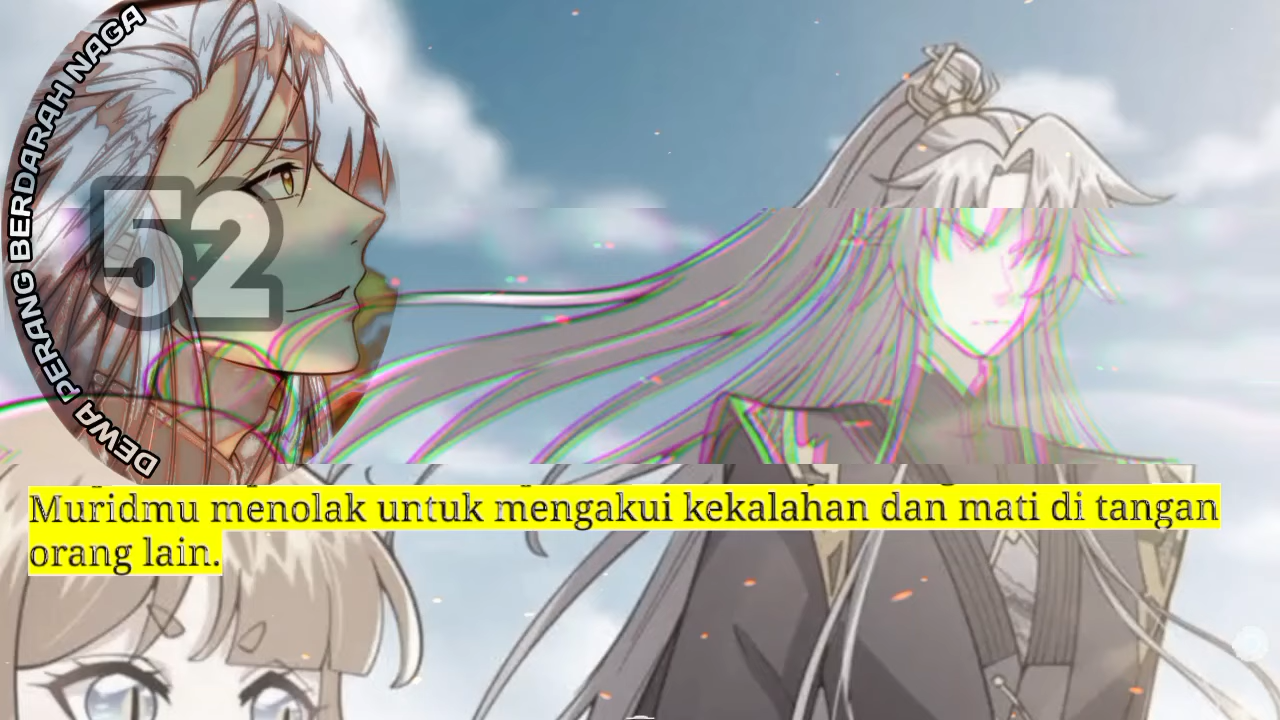 DEWA PERANG BERDARAH NAGA
52
Muridmu menolak untuk mengakui kekalahan dan mati di tangan
orang lain.